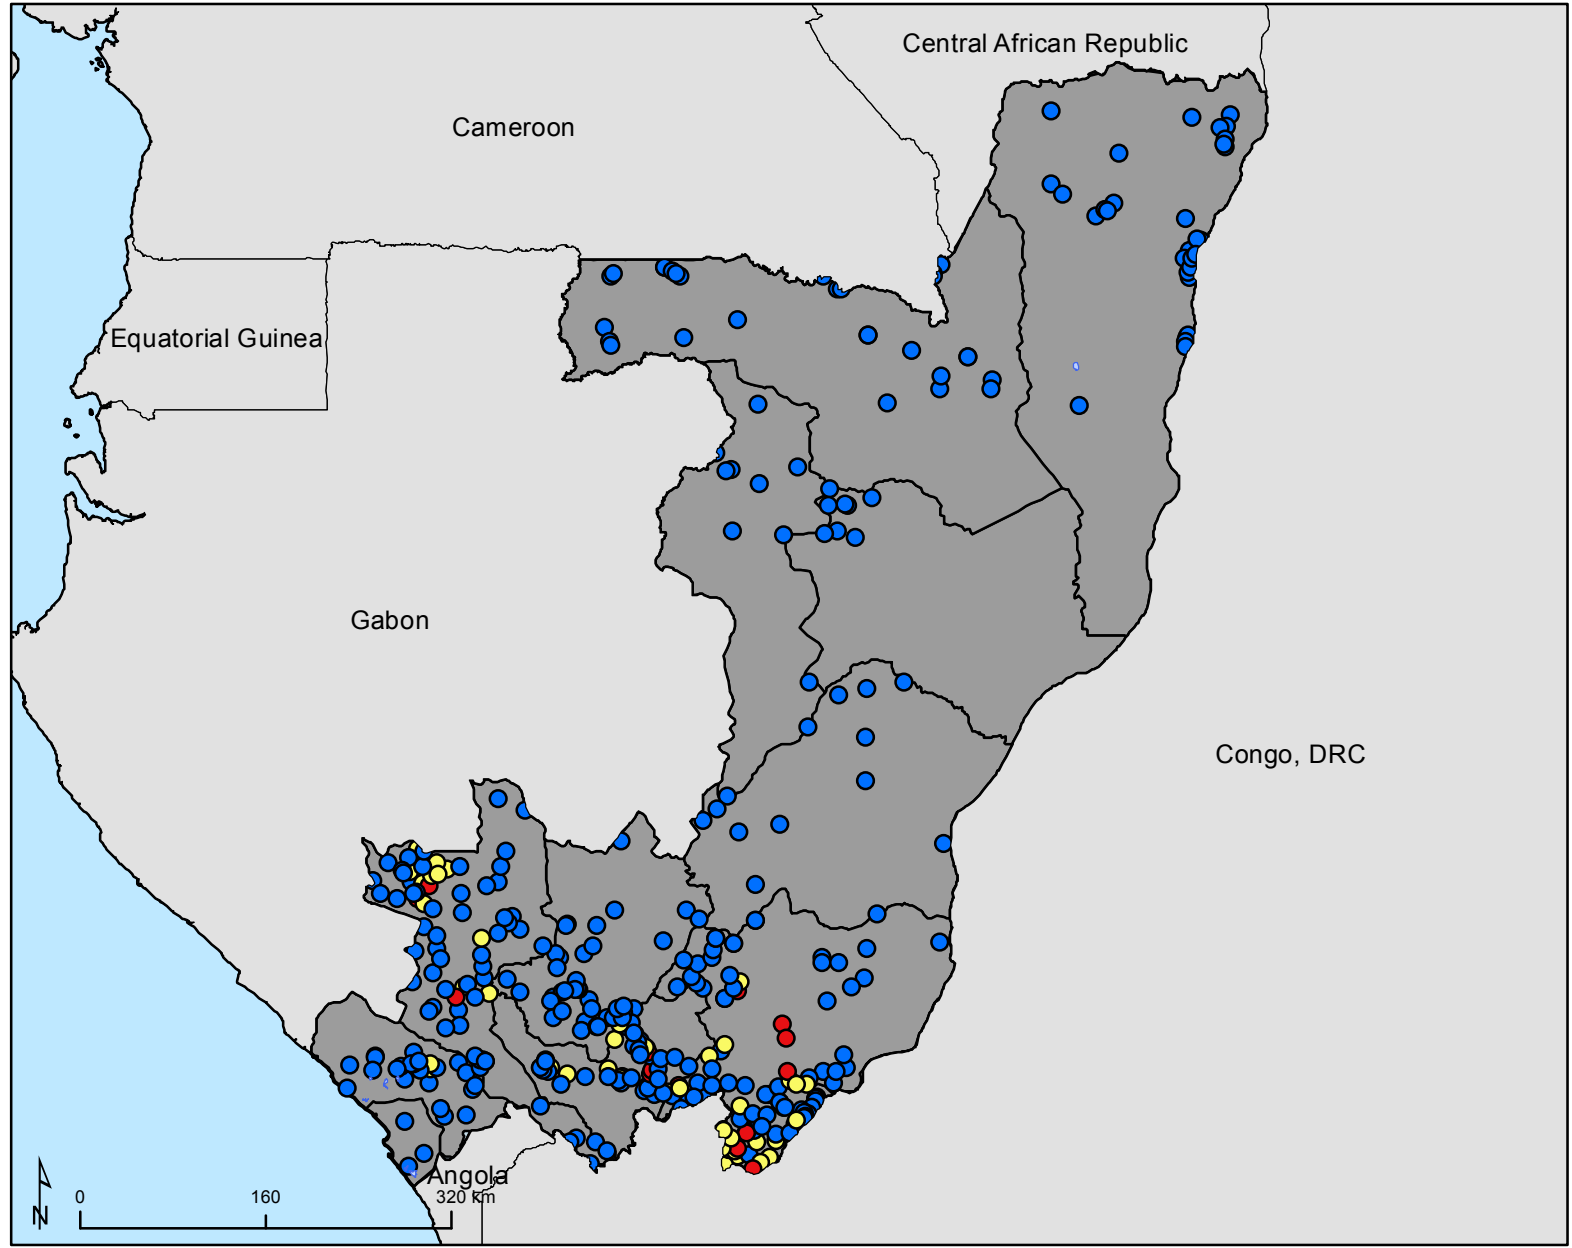 Central African Republic
Cameroon
Equatorial Guinea
Gabon
Congo, DRC
Angola
0 160 320 km
N